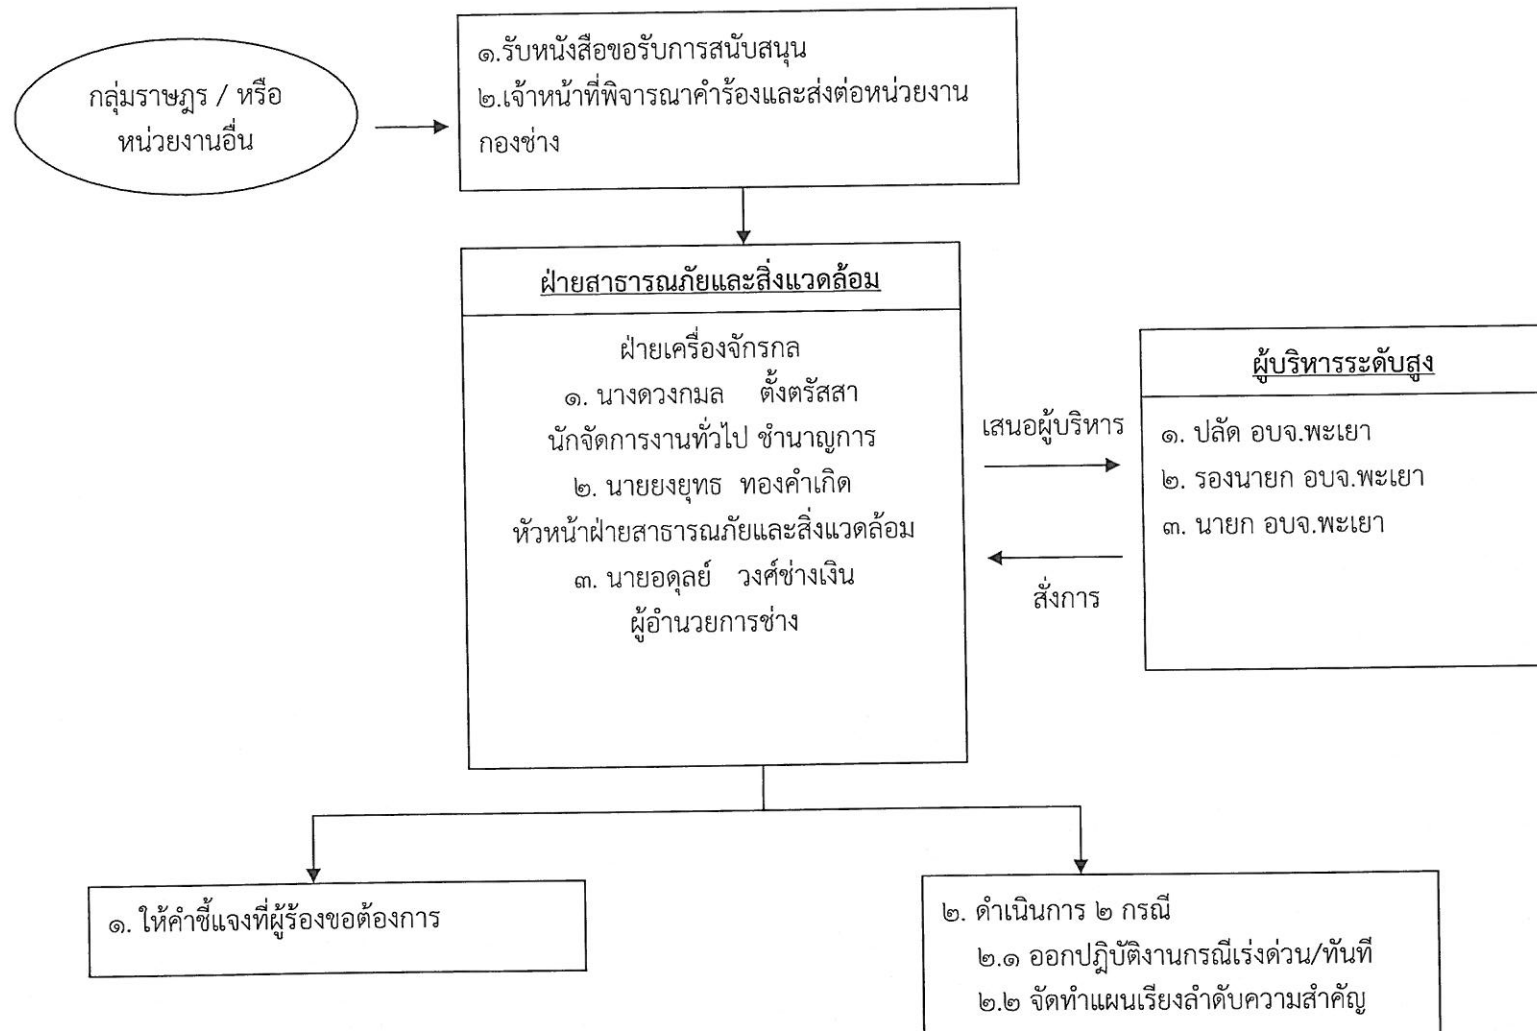 กลุ่มราษฎร / หรือ
หน่วยงานอื่น
๑.รับหนังสือขอรับการสนับสนุน
๒.เจ้าหน้าที่พิจารณาคำร้องและส่งต่อหน่วยงาน
กองช่าง
ฝ่ายสาธารณภัยและสิ่งแวดล้อม
ฝ่ายเครื่องจักรกล
๑. นางดวงกมล ตั้งตรัสสา
นักจัดการงานทั่วไป ชำนาญการ
๒. นายยงยุทธ ทองคำเกิด
หัวหน้าฝ่ายสาธารณภัยและสิ่งแวดล้อม
๓. นายอดุลย์ วงศ์ช่างเงิน
ผู้อำนวยการช่าง
เสนอผู้บริหาร
สั่งการ
ผู้บริหารระดับสูง
๑. ปลัด อบจ.พะเยา
๒. รองนายก อบจ.พะเยา
๓. นายก อบจ.พะเยา
๑. ให้คำชี้แจงที่ผู้ร้องขอต้องการ
๒. ดำเนินการ ๒ กรณี
๒.๑ ออกปฎิบัติงานกรณีเร่งด่วน/ทันที
๒.๒ จัดทำแผนเรียงลำดับความสำคัญ